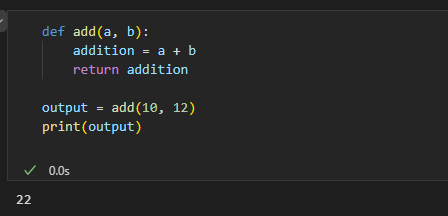 def add(a, b):
    addition = a + b
    return addition

output = add(10, 12)
print(output)
0.0s
22